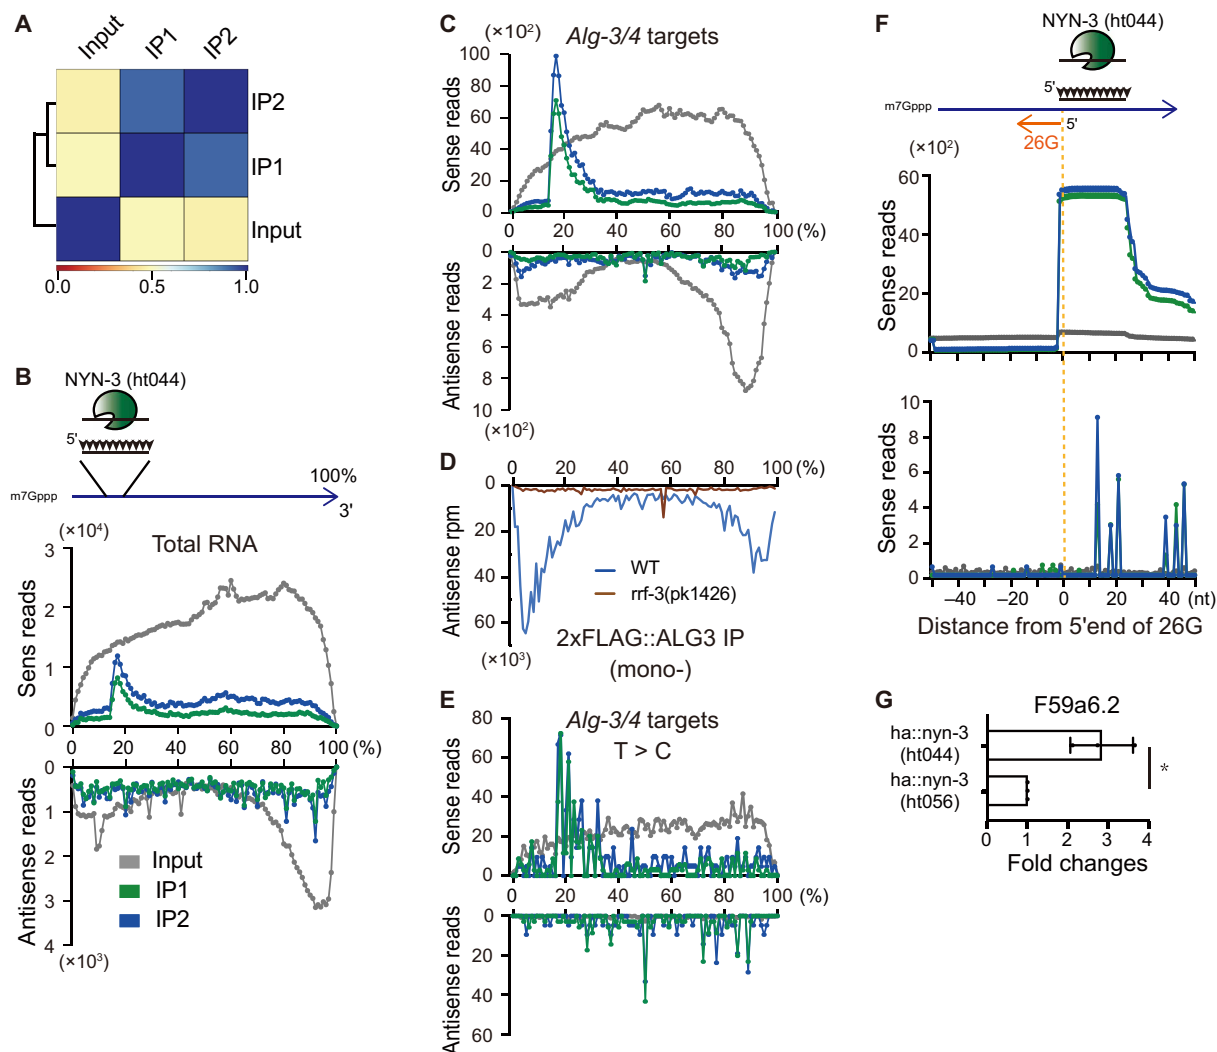 A
Input
IP1
IP2
IP2
IP1
Input
0.0
0.5
1.0
B
NYN-3 (ht044)
5'
m7Gppp
100%
3'
(×10⁴)
Total RNA
Sens reads
3
2
1
0
0
20
40
60
80
100
(%)
Antisense reads
0
1
2
3
4
(×10³)
Input
IP1
IP2
C
(×10²)
Alg-3/4 targets
Sense reads
100
80
60
40
20
0
0
20
40
60
80
100 (%)
Antisense reads
0
2
4
6
8
10
(×10²)
D
0
20
40
60
80
100 (%)
Antisense rpm
0
20
40
60
(×10³)
WT
rrf-3(pk1426)
2xFLAG::ALG3 IP
(mono-)
E
Alg-3/4 targets
T > C
Sense reads
80
60
40
20
0
0
20
40
60
80
100
(%)
Antisense reads
0
20
40
60
F
NYN-3 (ht044)
5'
m7Gppp
5'
26G
(×10²)
Sense reads
60
40
20
0
Sense reads
10
8
6
4
2
0
−40
−20
0
20
40 (nt)
Distance from 5'end of 26G
G
F59a6.2
ha::nyn-3
(ht044)
ha::nyn-3
(ht056)
*
0
1
2
3
4
Fold changes